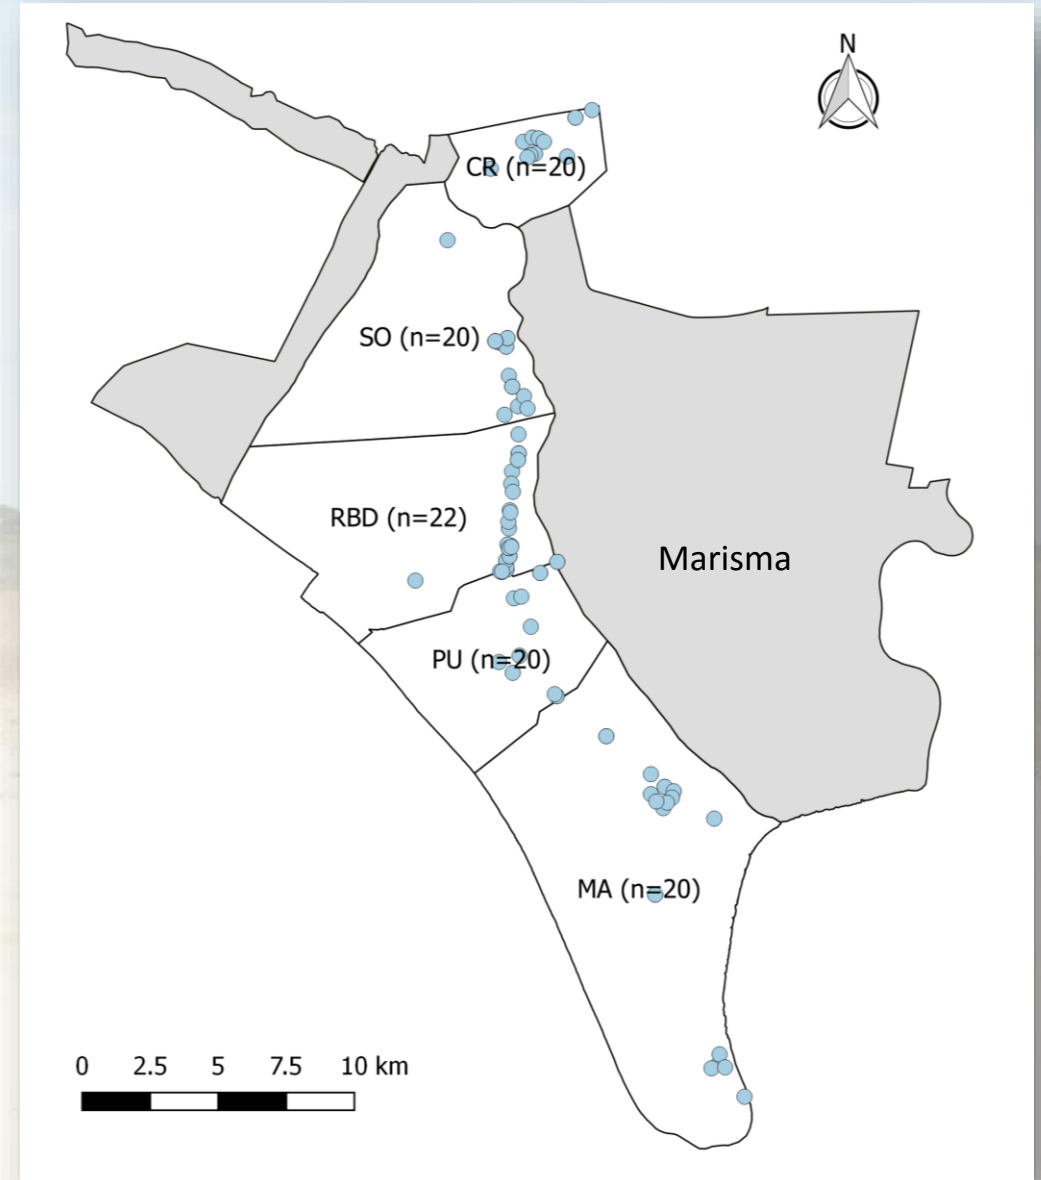 N
CR (n=20)
SO (n=20)
RBD (n=22)
Marisma
PU (n=20)
MA (n=20)
0 2.5 5 7.5 10 km